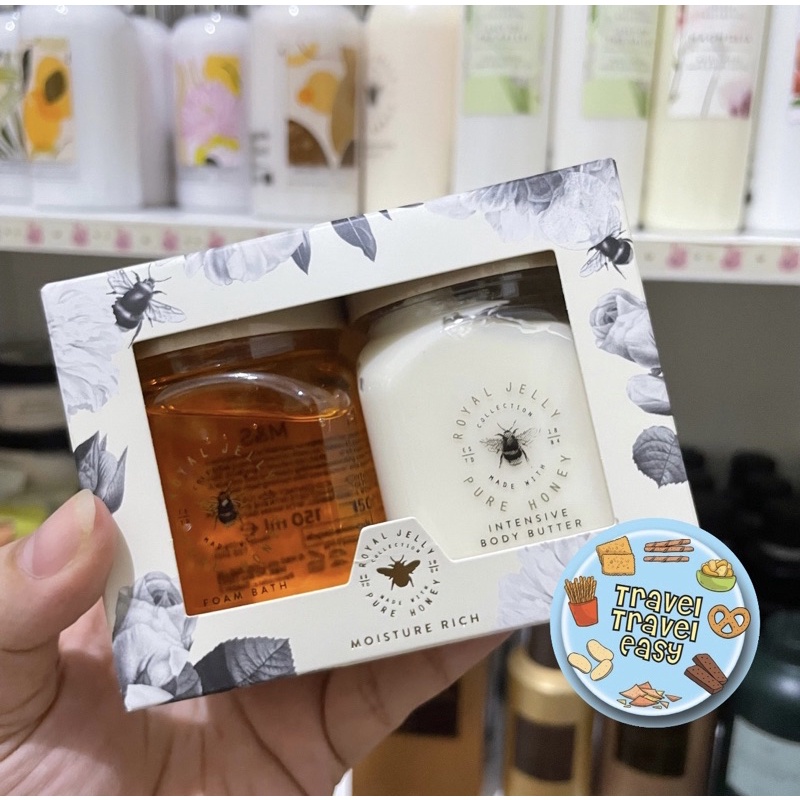 ROYAL JELLY
COLLECTION
MADE WITH
PURE HONEY
INTENSIVE
BODY BUTTER
M&S
150 ml
FOAM BATH
ROYAL JELLY
COLLECTION
MADE WITH
PURE HONEY
MOISTURE RICH
Travel
Travel
easy